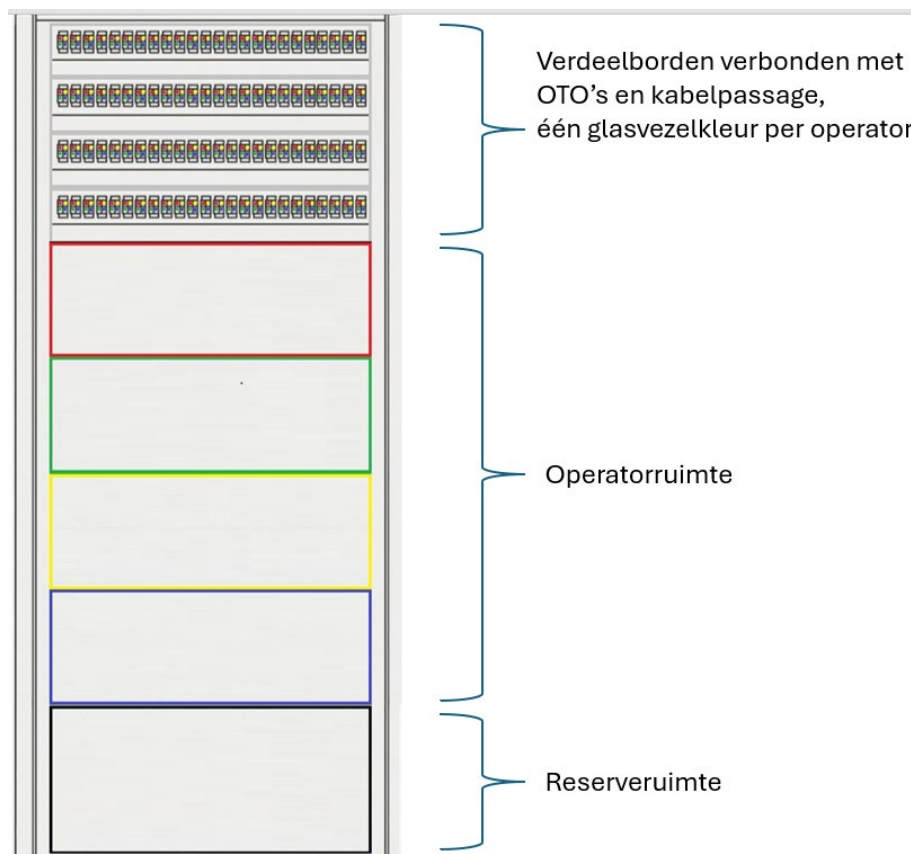 Verdeelborden verbonden met
OTO’s en kabelpassage,
één glasvezelkleur per operator
Operatorruimte
Reserveruimte